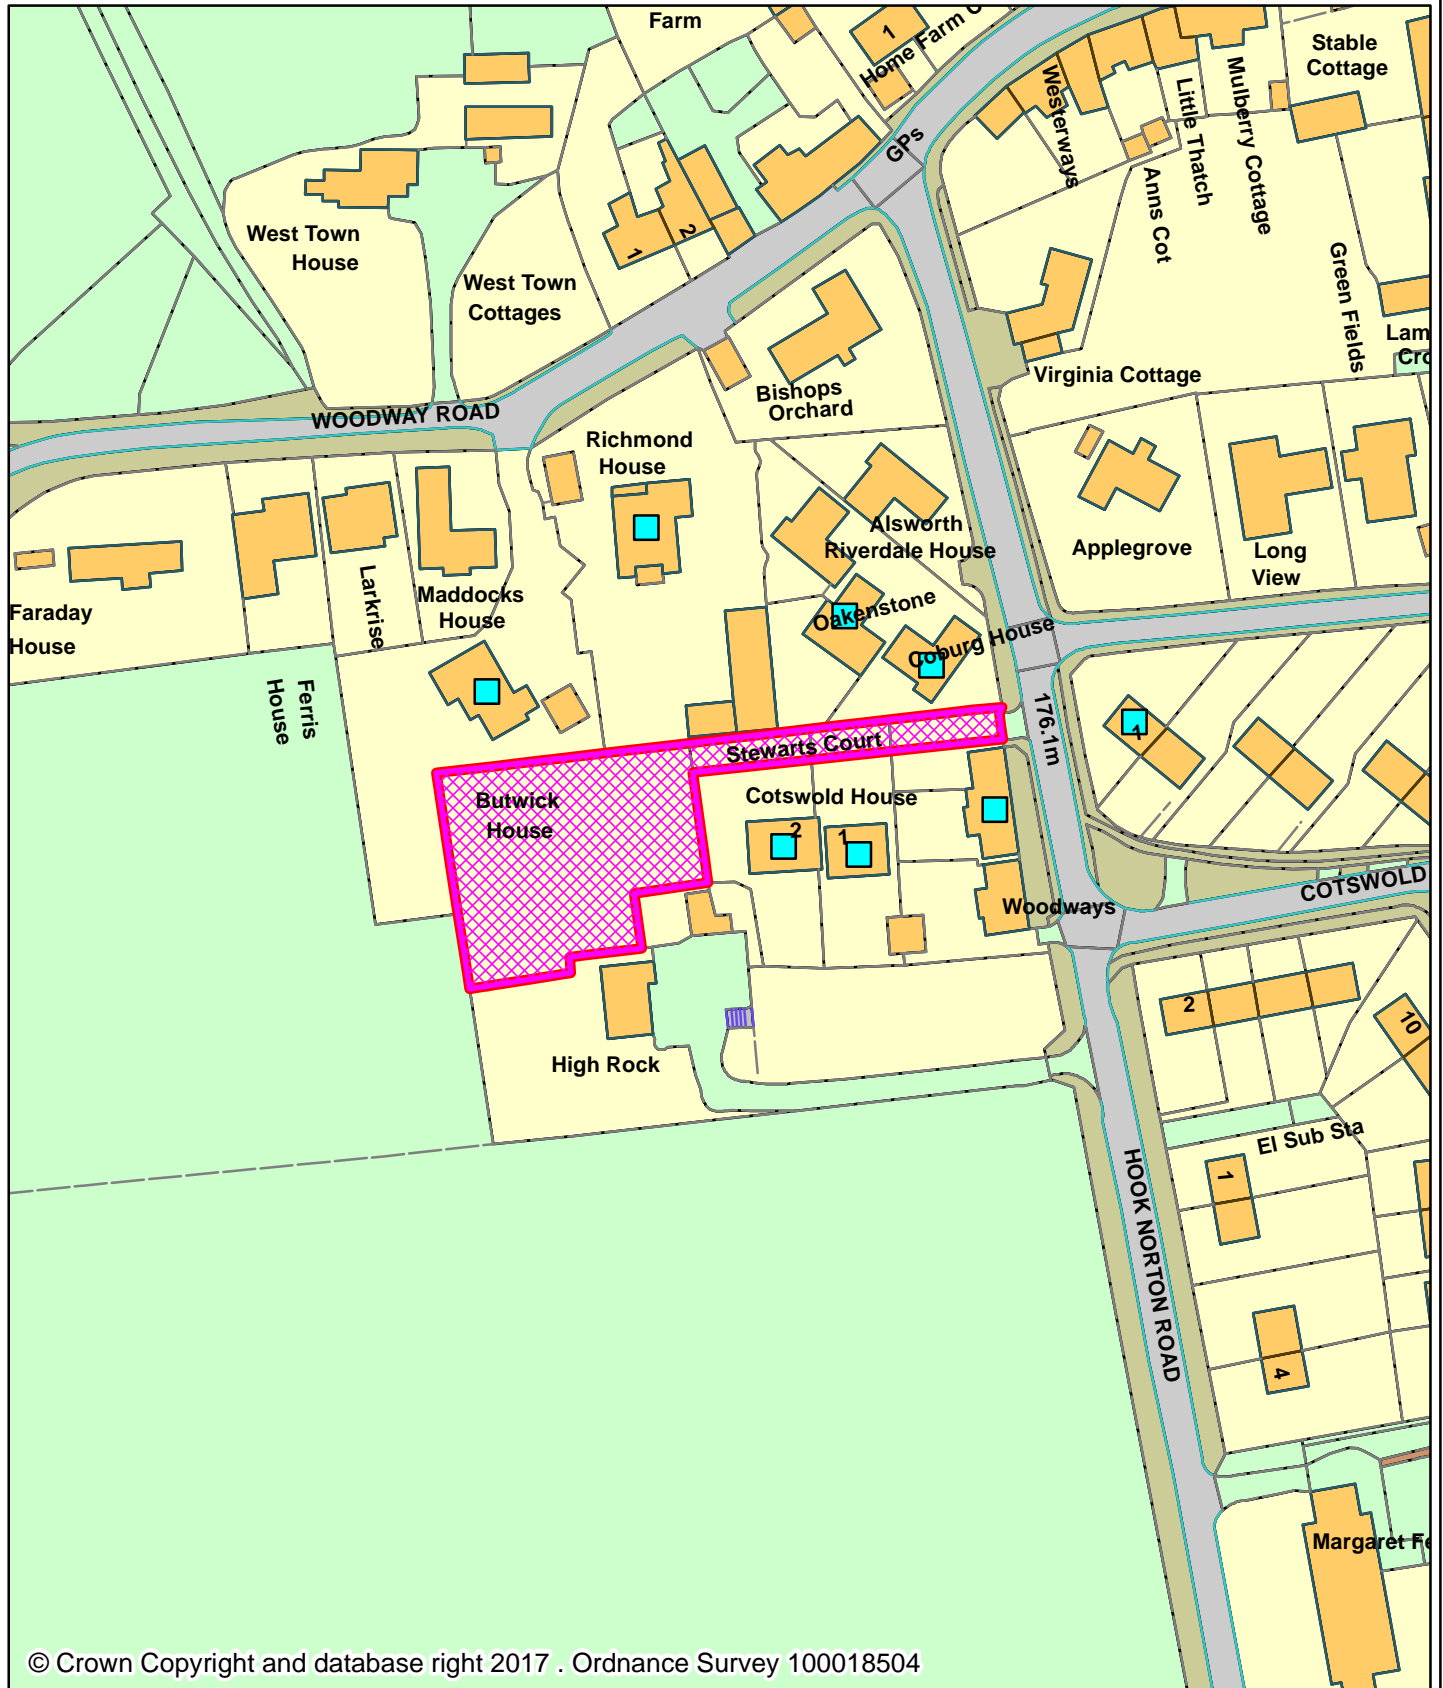 Farm
1
Home Farm C
Stable
Cottage
Westerways
Little Thatch
Mulberry Cottage
GPs
Anns Cot
West Town
House
1
2
West Town
Cottages
Green Fields
Lam
Cro
Virginia Cottage
Bishops
Orchard
WOODWAY ROAD
Richmond
House
Alsworth
Riverdale House
Applegrove
Long
View
Faraday
House
Larkrise
Maddocks
House
Oakenstone
Coburg House
Ferris
House
176.1m
1
Stewarts Court
Butwick
House
Cotswold House
2
1
Woodways
COTSWOLD
2
10
High Rock
El Sub Sta
1
HOOK NORTON ROAD
4
Margaret Fe
© Crown Copyright and database right 2017 . Ordnance Survey 100018504